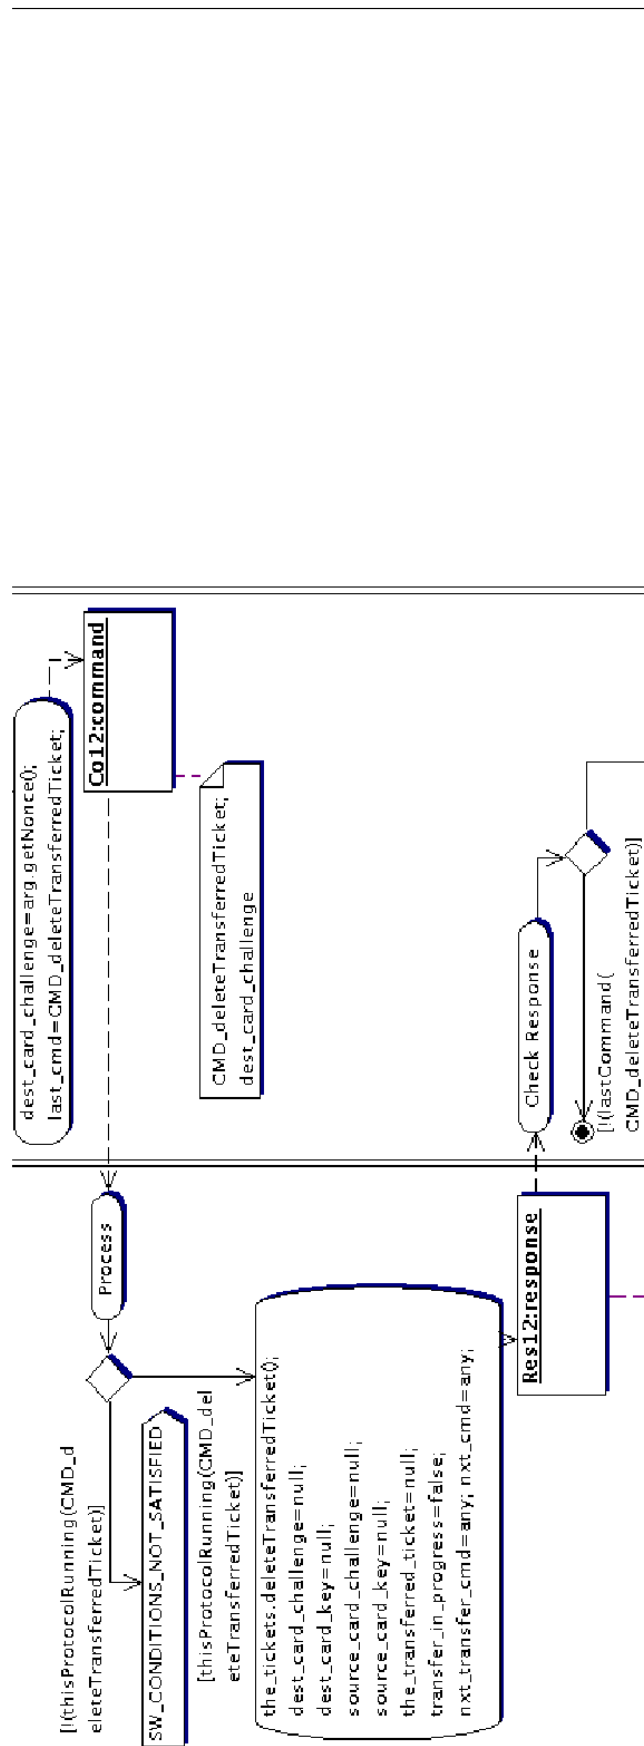 dest_card_challenge=arg.getNonce();
last_cmd=CMD_deleteTransferredTicket;
Co12:command
CMD_deleteTransferredTicket;
dest_card_challenge
Process
[!(thisProtocolRunning(CMD_d
eleteTransferredTicket)]
SW_CONDITIONS_NOT_SATISFIED
[thisProtocolRunning(CMD_del
eteTransferredTicket)]
the_tickets.deleteTransferredTicket();
dest_card_challenge=null;
dest_card_key=null;
source_card_challenge=null;
source_card_key=null;
the_transferred_ticket=null;
transfer_in_progress=false;
nxt_transfer_cmd=any; nxt_cmd=any;
Res12:response
Check Response
[!(lastCommand(
CMD_deleteTransferredTicket)]